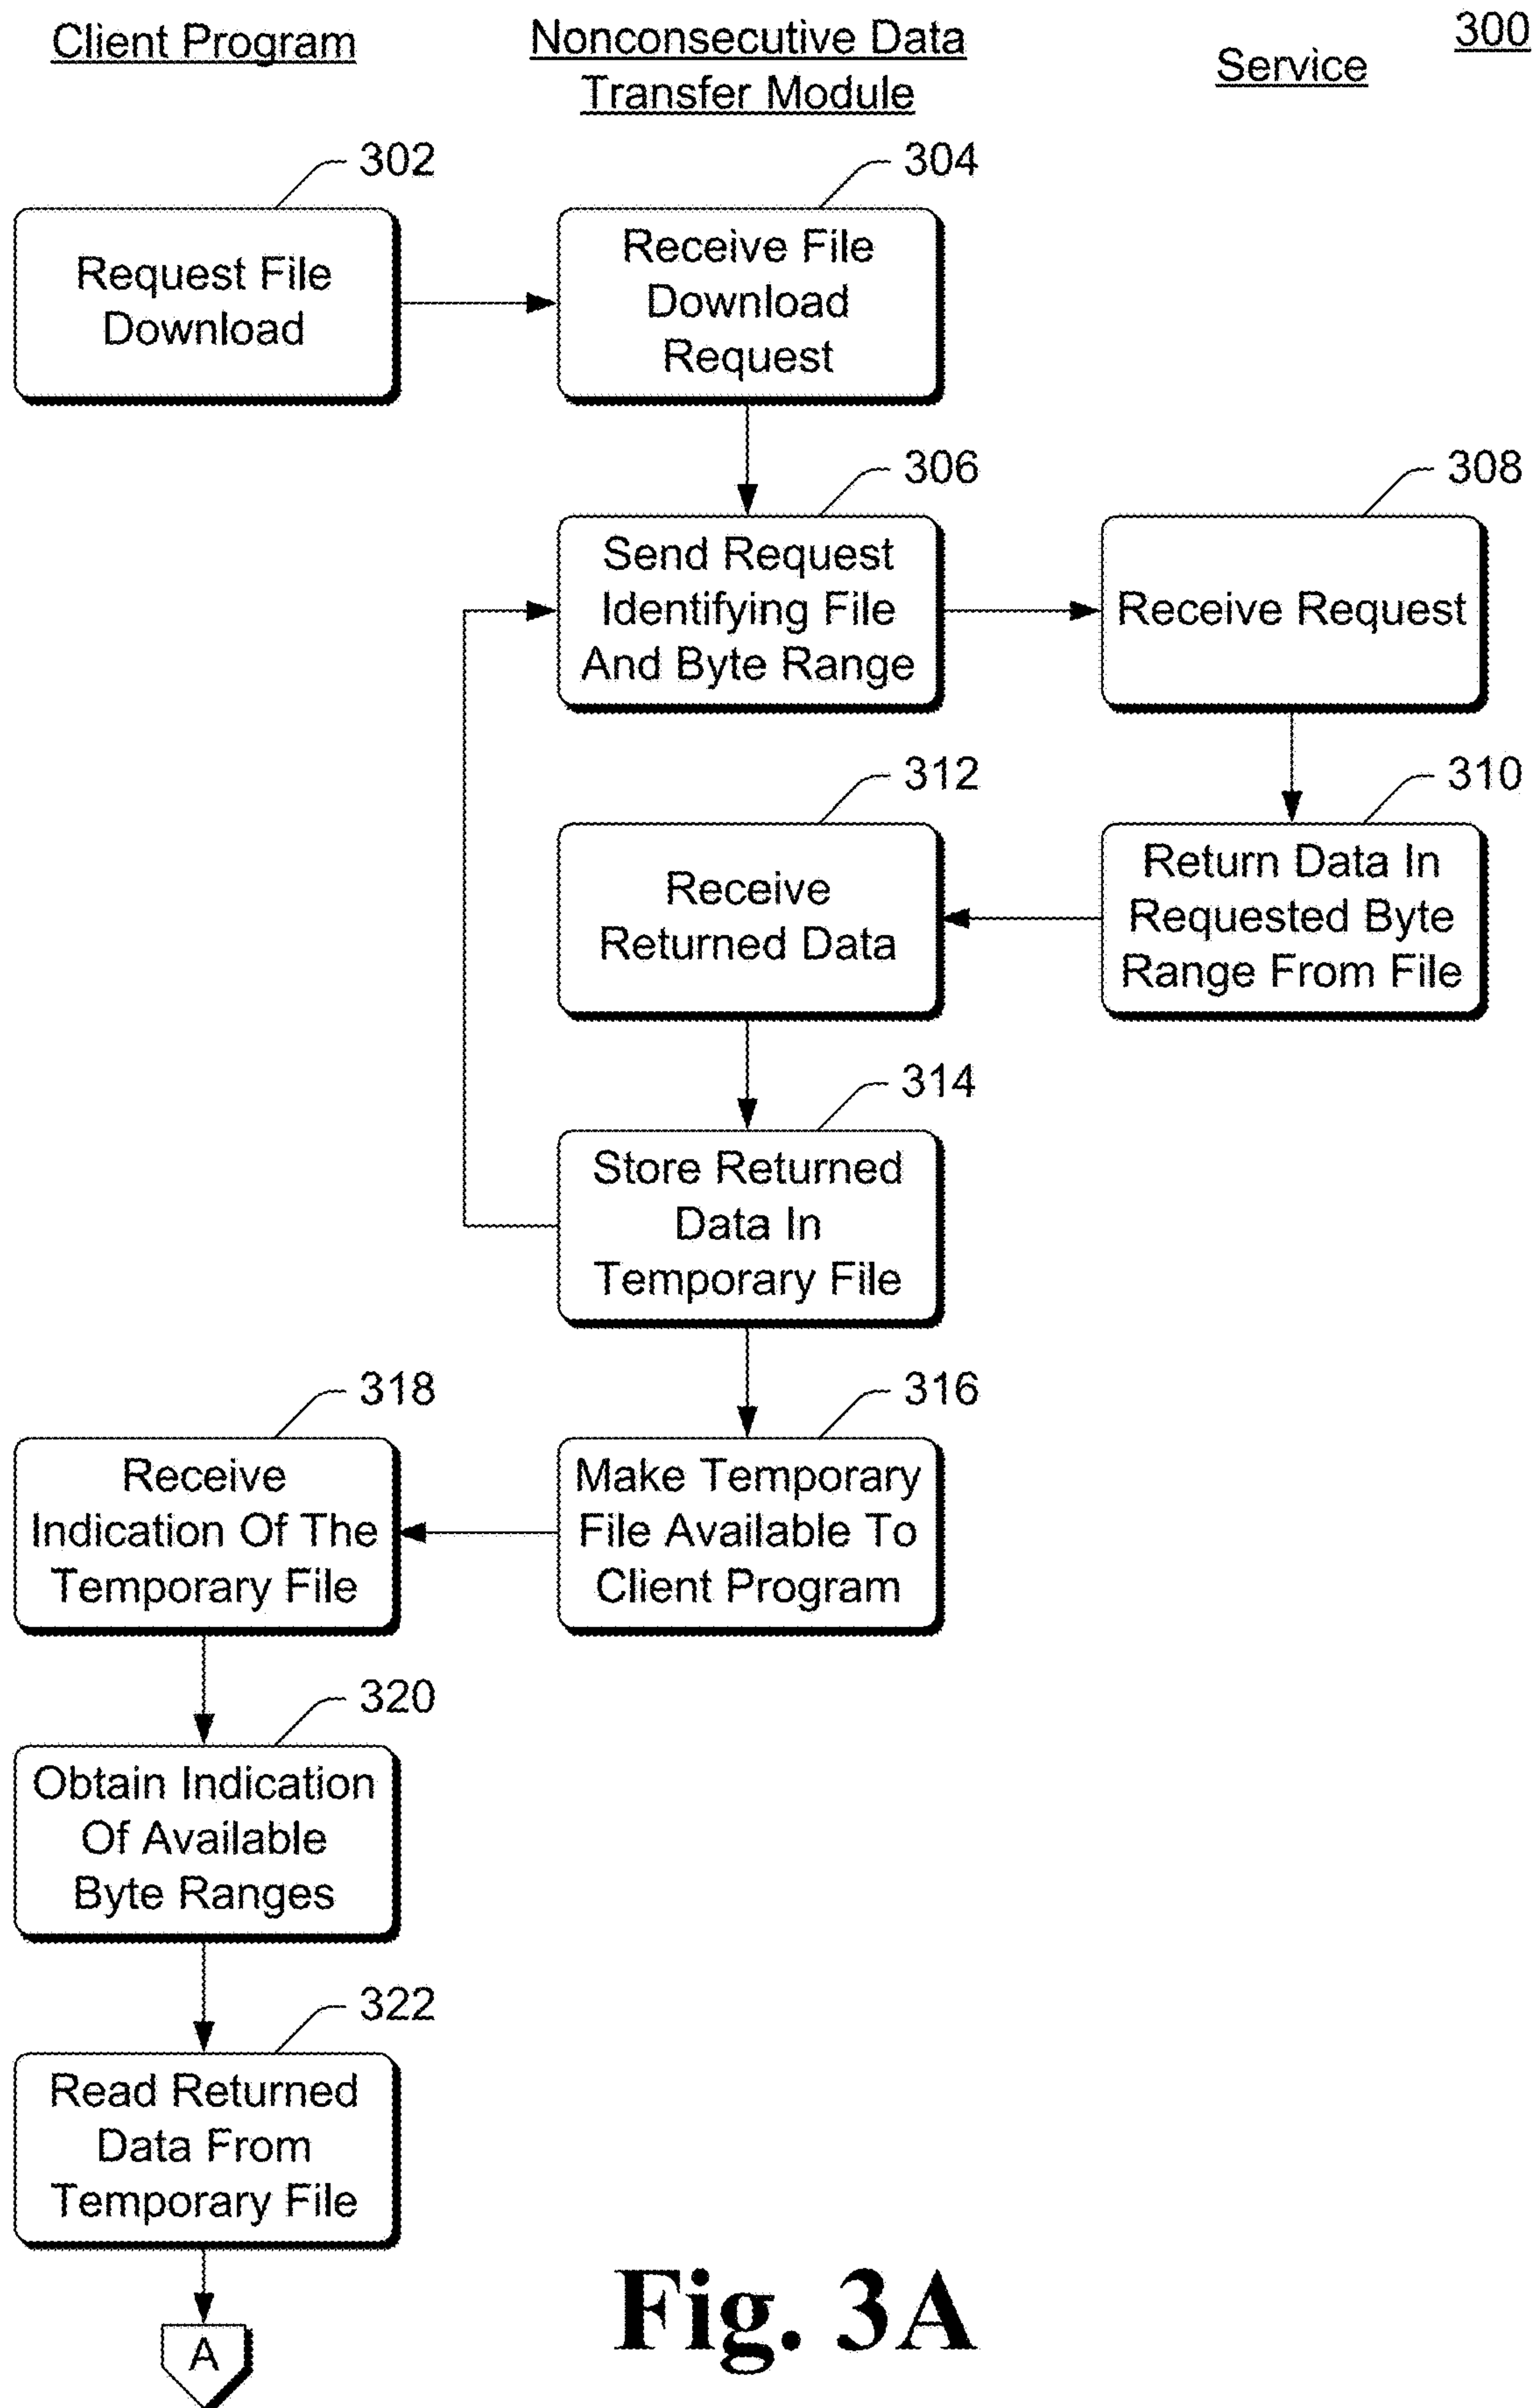 Client Program
Nonconsecutive Data
Transfer Module
Service
300
302
Request File
Download
304
Receive File
Download
Request
306
Send Request
Identifying File
And Byte Range
308
Receive Request
310
Return Data In
Requested Byte
Range From File
312
Receive
Returned Data
314
Store Returned
Data In
Temporary File
316
Make Temporary
File Available To
Client Program
318
Receive
Indication Of The
Temporary File
320
Obtain Indication
Of Available
Byte Ranges
322
Read Returned
Data From
Temporary File
A
Fig. 3A